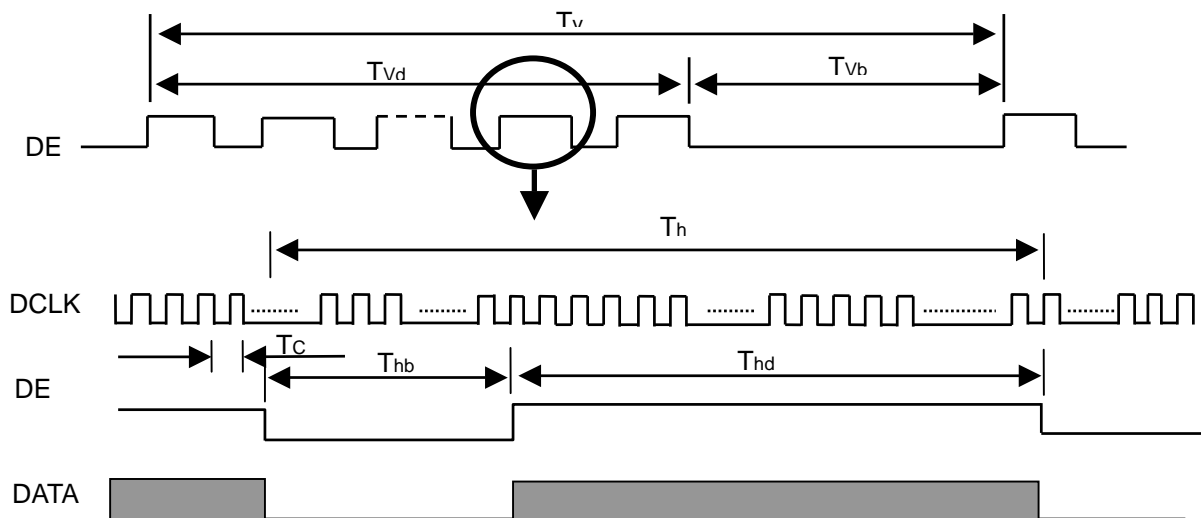 Tv
TVd
TVb
DE
Th
DCLK
TC
Thb
Thd
DE
DATA